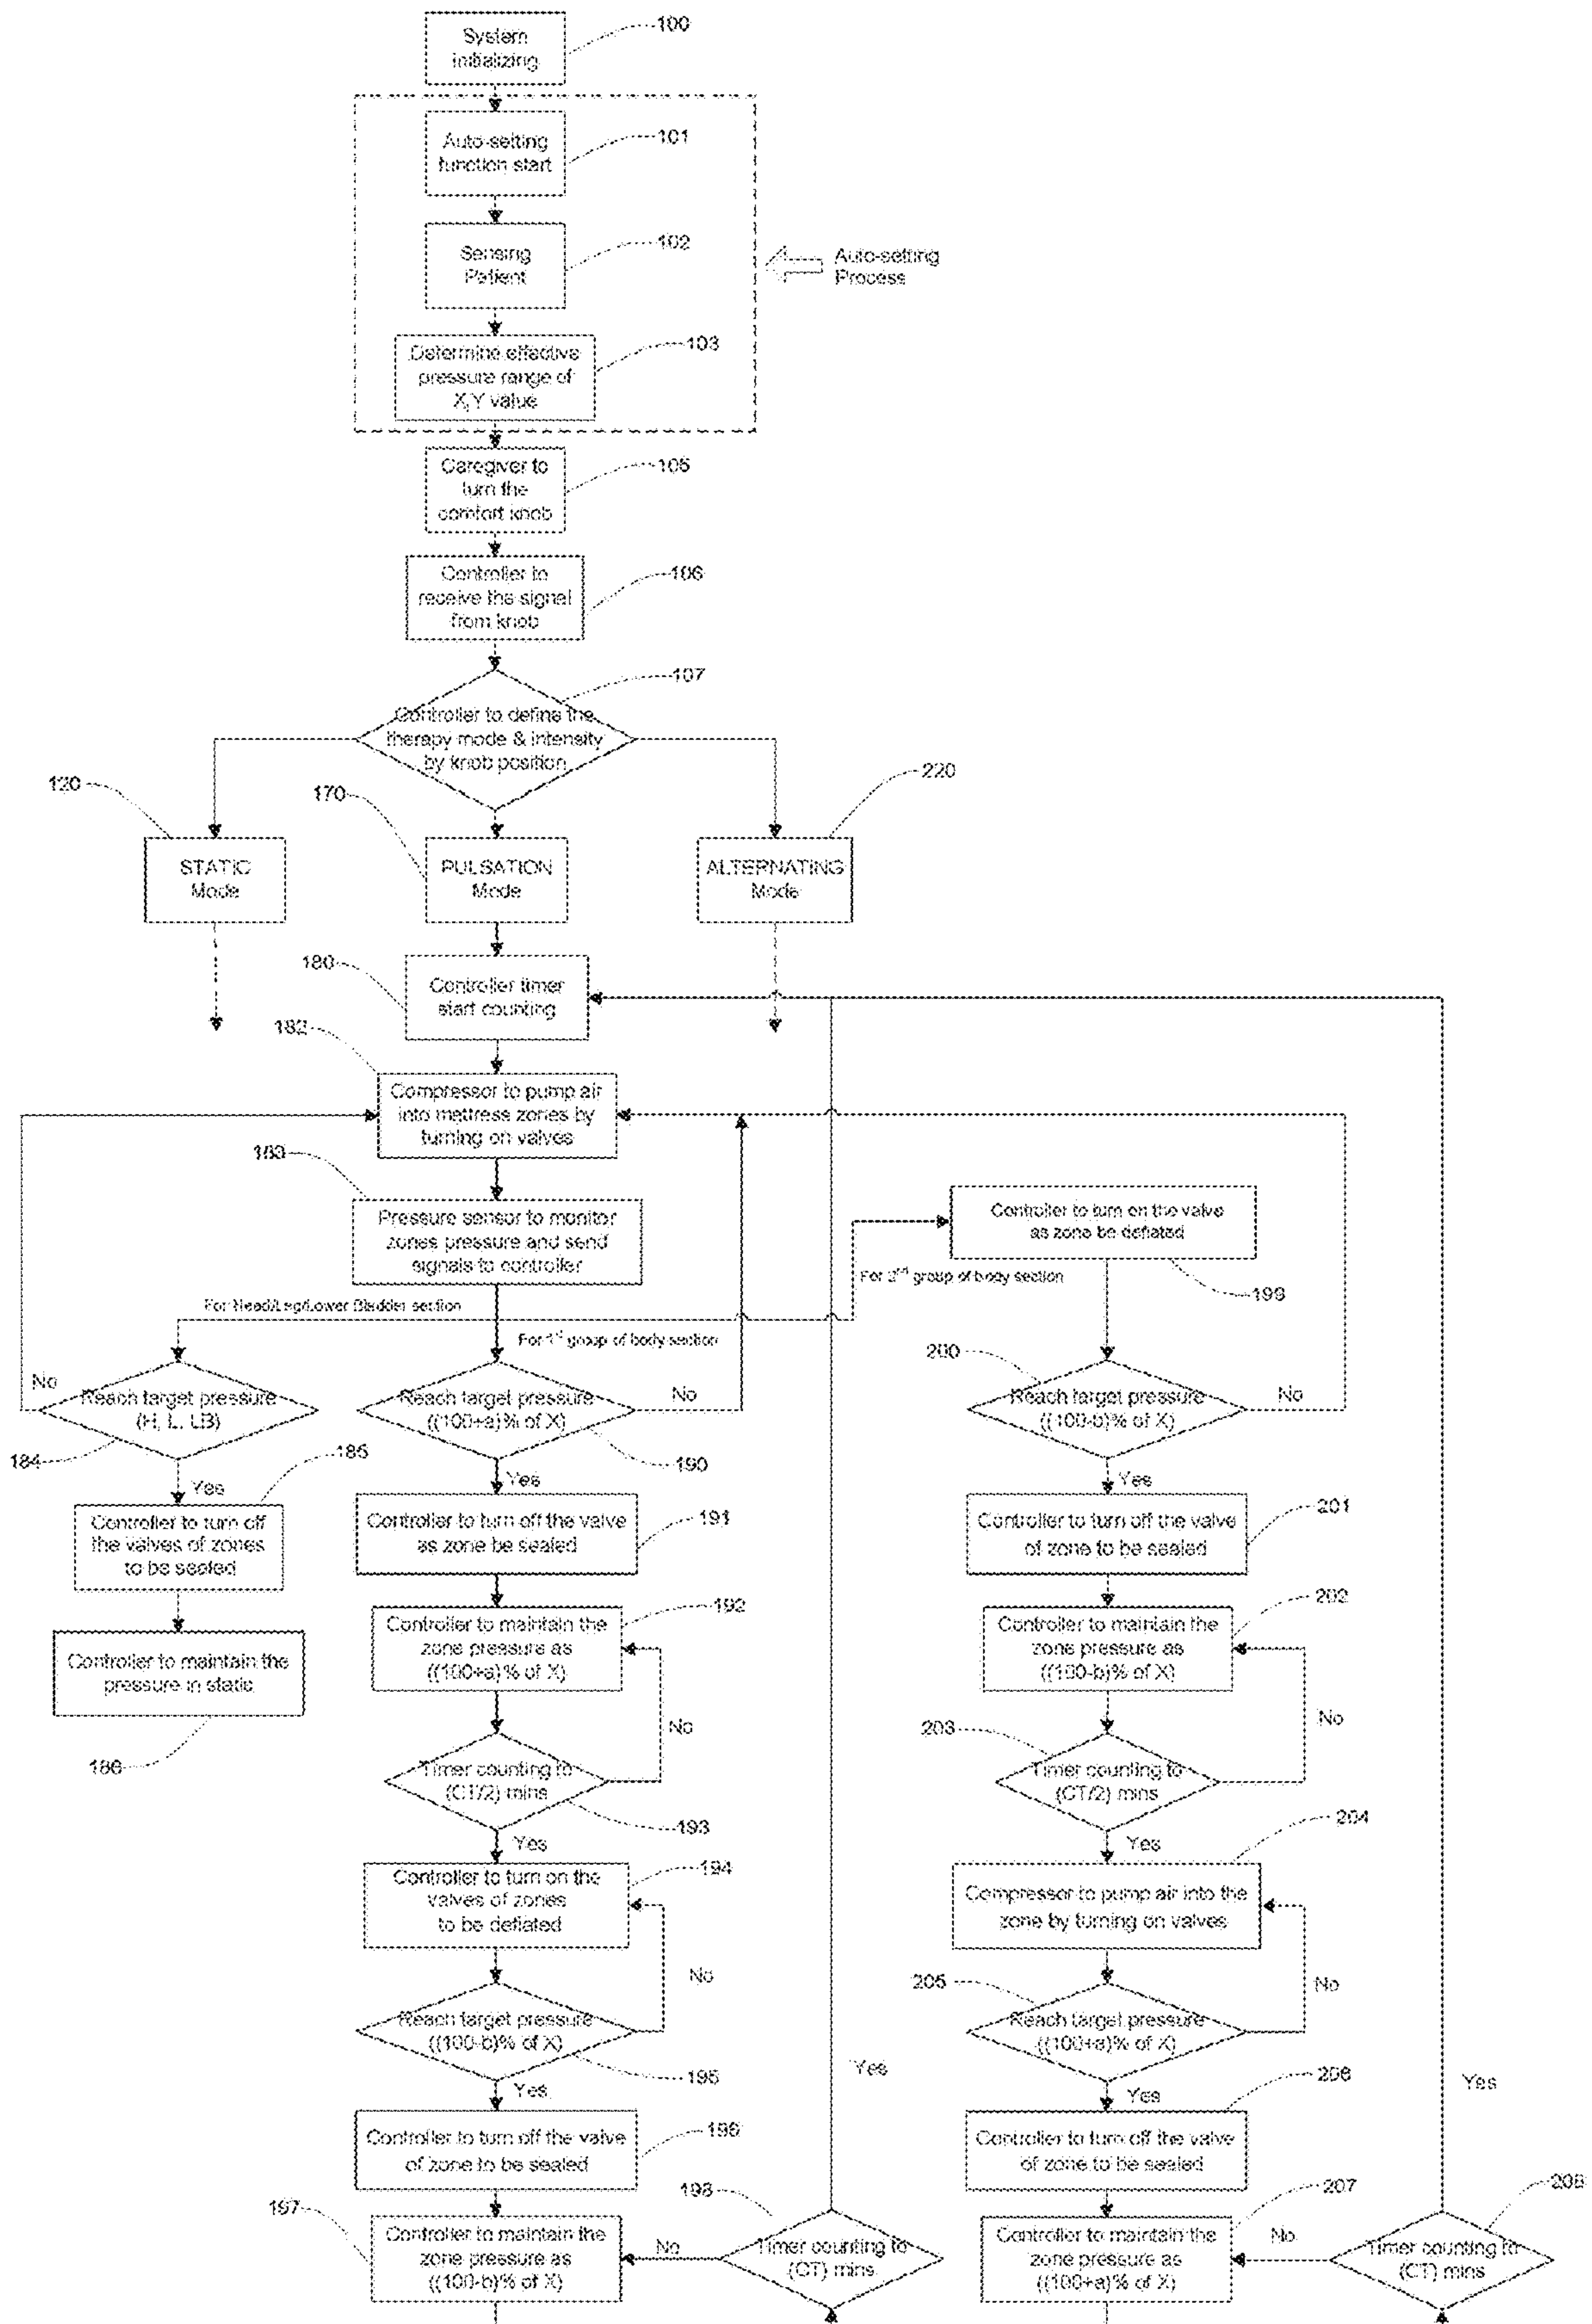 System
initializing
100
Auto-setting
function start
101
Sensing
Patient
102
Auto-setting
Process
Determine effective
pressure range of
X,Y value
103
Caregiver to
turn the
comfort knob
105
Controller to
receive the signal
from knob
106
107
Controller to define the
therapy mode & intensity
by knob position
120
170
220
STATIC
Mode
PULSATION
Mode
ALTERNATING
Mode
180
Controller timer
start counting
182
Compressor to pump air
into mattress zones by
turning on valves
183
Pressure sensor to monitor
zones pressure and send
signals to controller
Controller to turn on the valve
as zone be deflated
199
For Head/Leg/Lower Bladder section
For 1st group of body section
For 2nd group of body section
No
Reach target pressure
(H, L, LB)
184
Reach target pressure
((100+a)% of X)
No
190
200
Reach target pressure
((100-b)% of X)
No
Yes
185
Yes
Yes
Controller to turn off
the valves of zones
to be sealed
Controller to turn off the valve
as zone be sealed
191
Controller to turn off the valve
of zone to be sealed
201
Controller to maintain the
pressure in static
186
Controller to maintain the
zone pressure as
((100+a)% of X)
192
No
Controller to maintain the
zone pressure as
((100-b)% of X)
202
No
Timer counting to
(CT/2) mins
193
203
Timer counting to
(CT/2) mins
Yes
Yes
Controller to turn on the
valves of zones
to be deflated
194
No
Compressor to pump air into the
zone by turning on valves
204
No
Reach target pressure
((100-b)% of X)
195
205
Reach target pressure
((100+a)% of X)
Yes
Yes
Yes
Yes
Controller to turn off the valve
of zone to be sealed
196
Controller to turn off the valve
of zone to be sealed
206
197
Controller to maintain the
zone pressure as
((100-b)% of X)
No
198
Timer counting to
(CT) mins
Controller to maintain the
zone pressure as
((100+a)% of X)
207
No
208
Timer counting to
(CT) mins